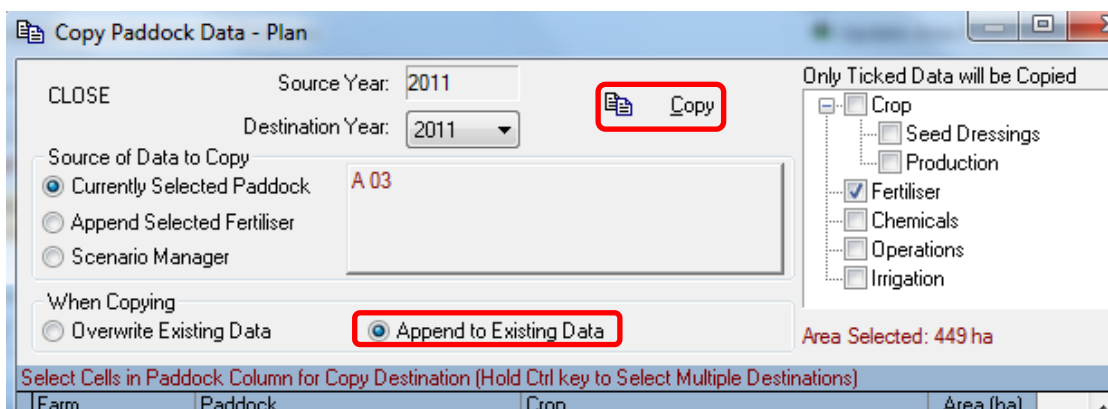 Copy Paddock Data - Plan
CLOSE
Source Year: 2011
Copy
Destination Year: 2011
Source of Data to Copy
Currently Selected Paddock
A 03
Append Selected Fertiliser
Scenario Manager
When Copying
Overwrite Existing Data
Append to Existing Data
Only Ticked Data will be Copied
Crop
Seed Dressings
Production
Fertiliser
Chemicals
Operations
Irrigation
Area Selected: 449 ha
Select Cells in Paddock Column for Copy Destination (Hold Ctrl key to Select Multiple Destinations)
Farm Paddock Crop Area (ha)